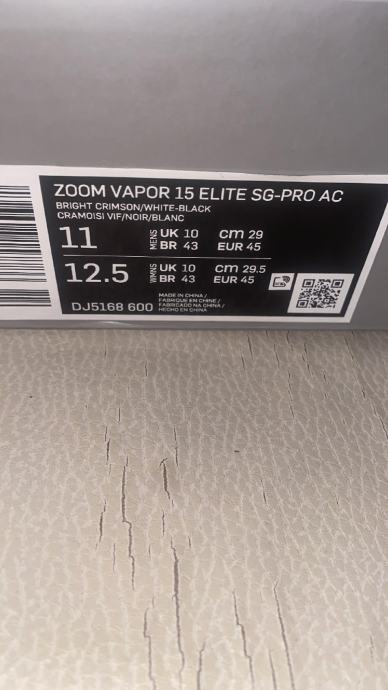 ZOOM VAPOR 15 ELITE SG-PRO AC
BRIGHT CRIMSON/WHITE-BLACK
CRAMOISI VIF/NOIR/BLANC
11 MENS UK 10 cm 29
BR 43 EUR 45
12.5 WMNS UK 10 cm 29.5
BR 43 EUR 45
DJ5168 600
MADE IN CHINA /
FABRIQUÉ EN CHINE /
FABRICADO NA CHINA /
HECHO EN CHINA